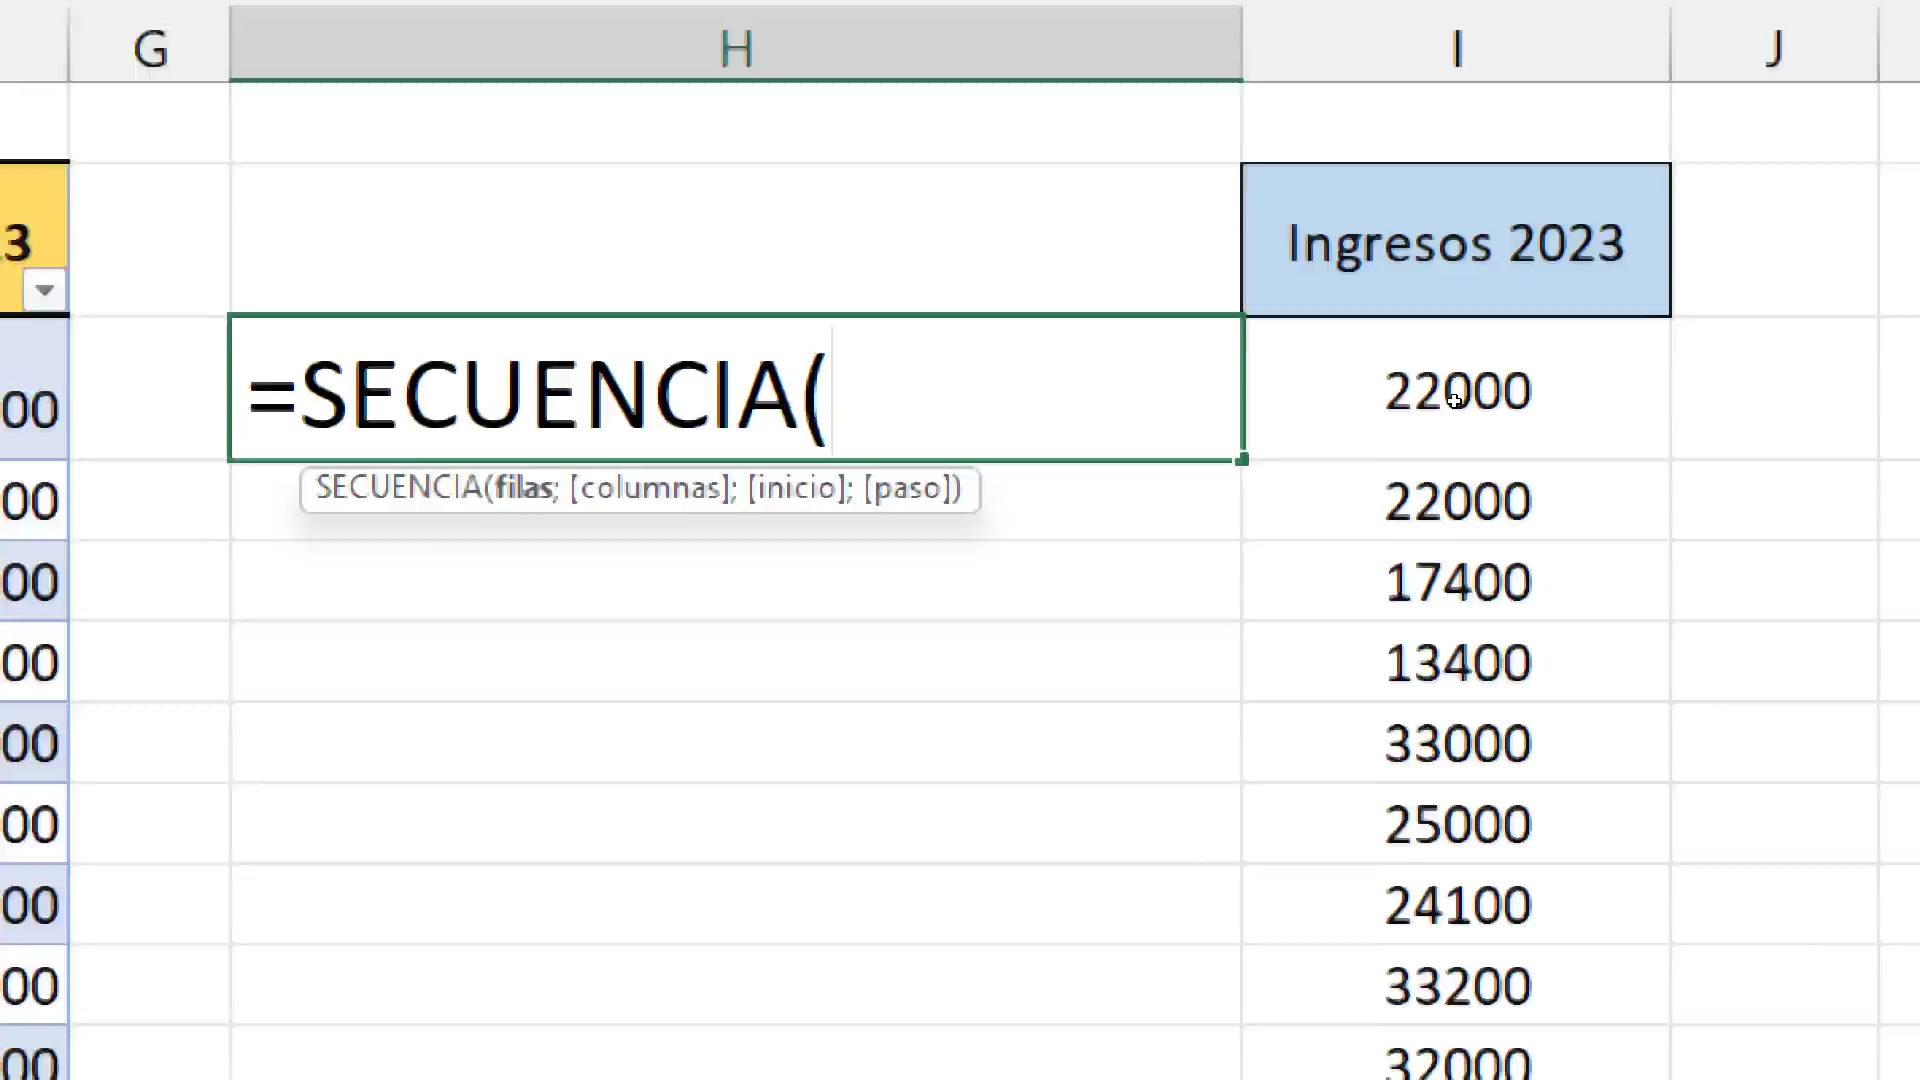 G H I J
3 Ingresos 2023
00 =SECUENCIA( 22000
SECUENCIA(filas; [columnas]; [inicio]; [paso])
00 22000
00 17400
00 13400
00 33000
00 25000
00 24100
00 33200
00 32000